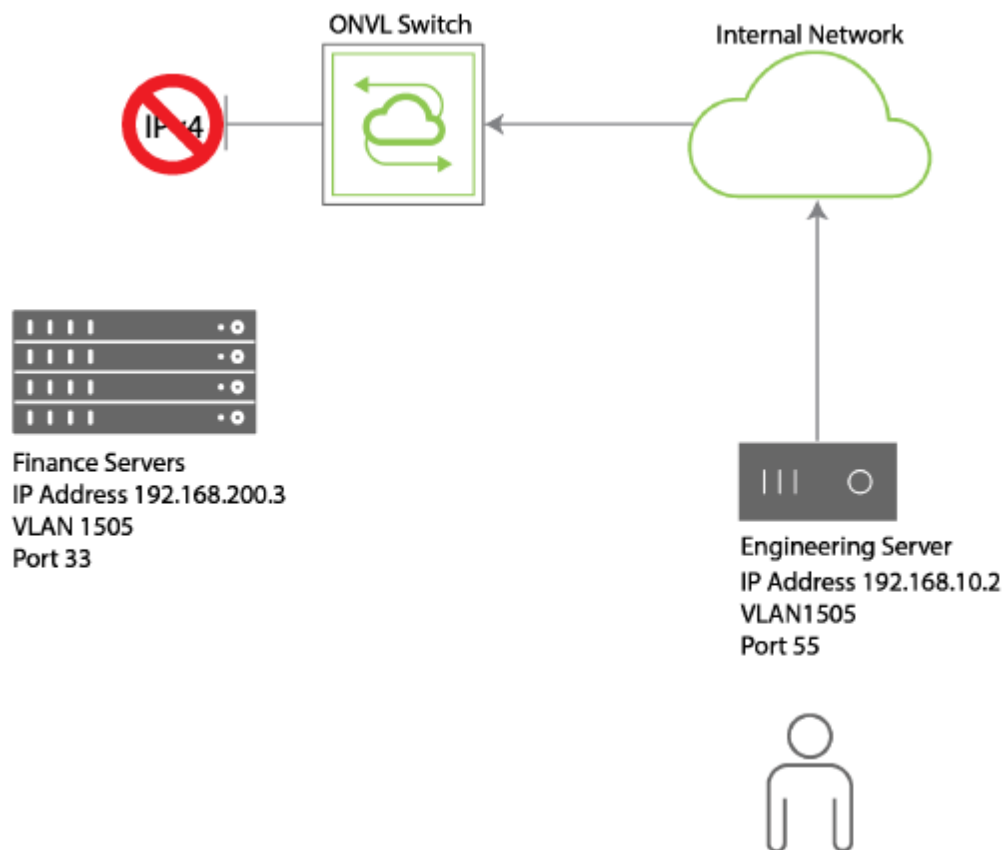 ONVL Switch
Internal Network
Finance Servers
IP Address 192.168.200.3
VLAN 1505
Port 33
Engineering Server
IP Address 192.168.10.2
VLAN1505
Port 55